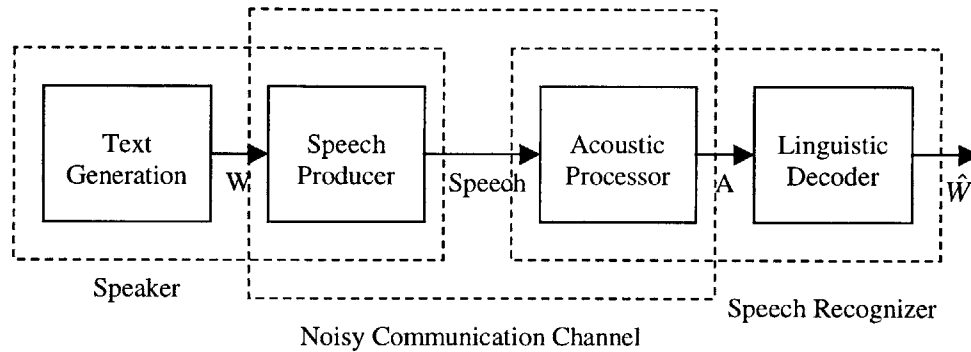 Text
Generation
W
Speech
Producer
Speech
Acoustic
Processor
A
Linguistic
Decoder
Ŵ
Speaker
Speech Recognizer
Noisy Communication Channel